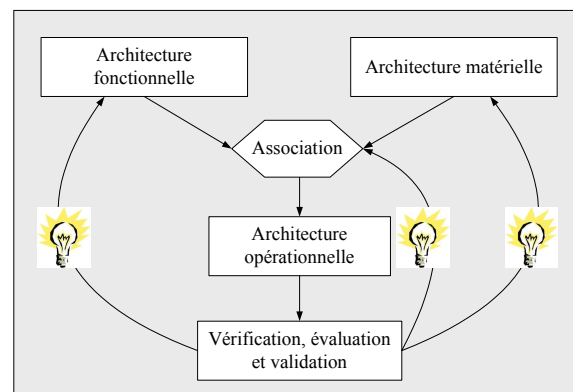 Architecture
fonctionnelle
Architecture matérielle
Association
Architecture
opérationnelle
Vérification, évaluation
et validation